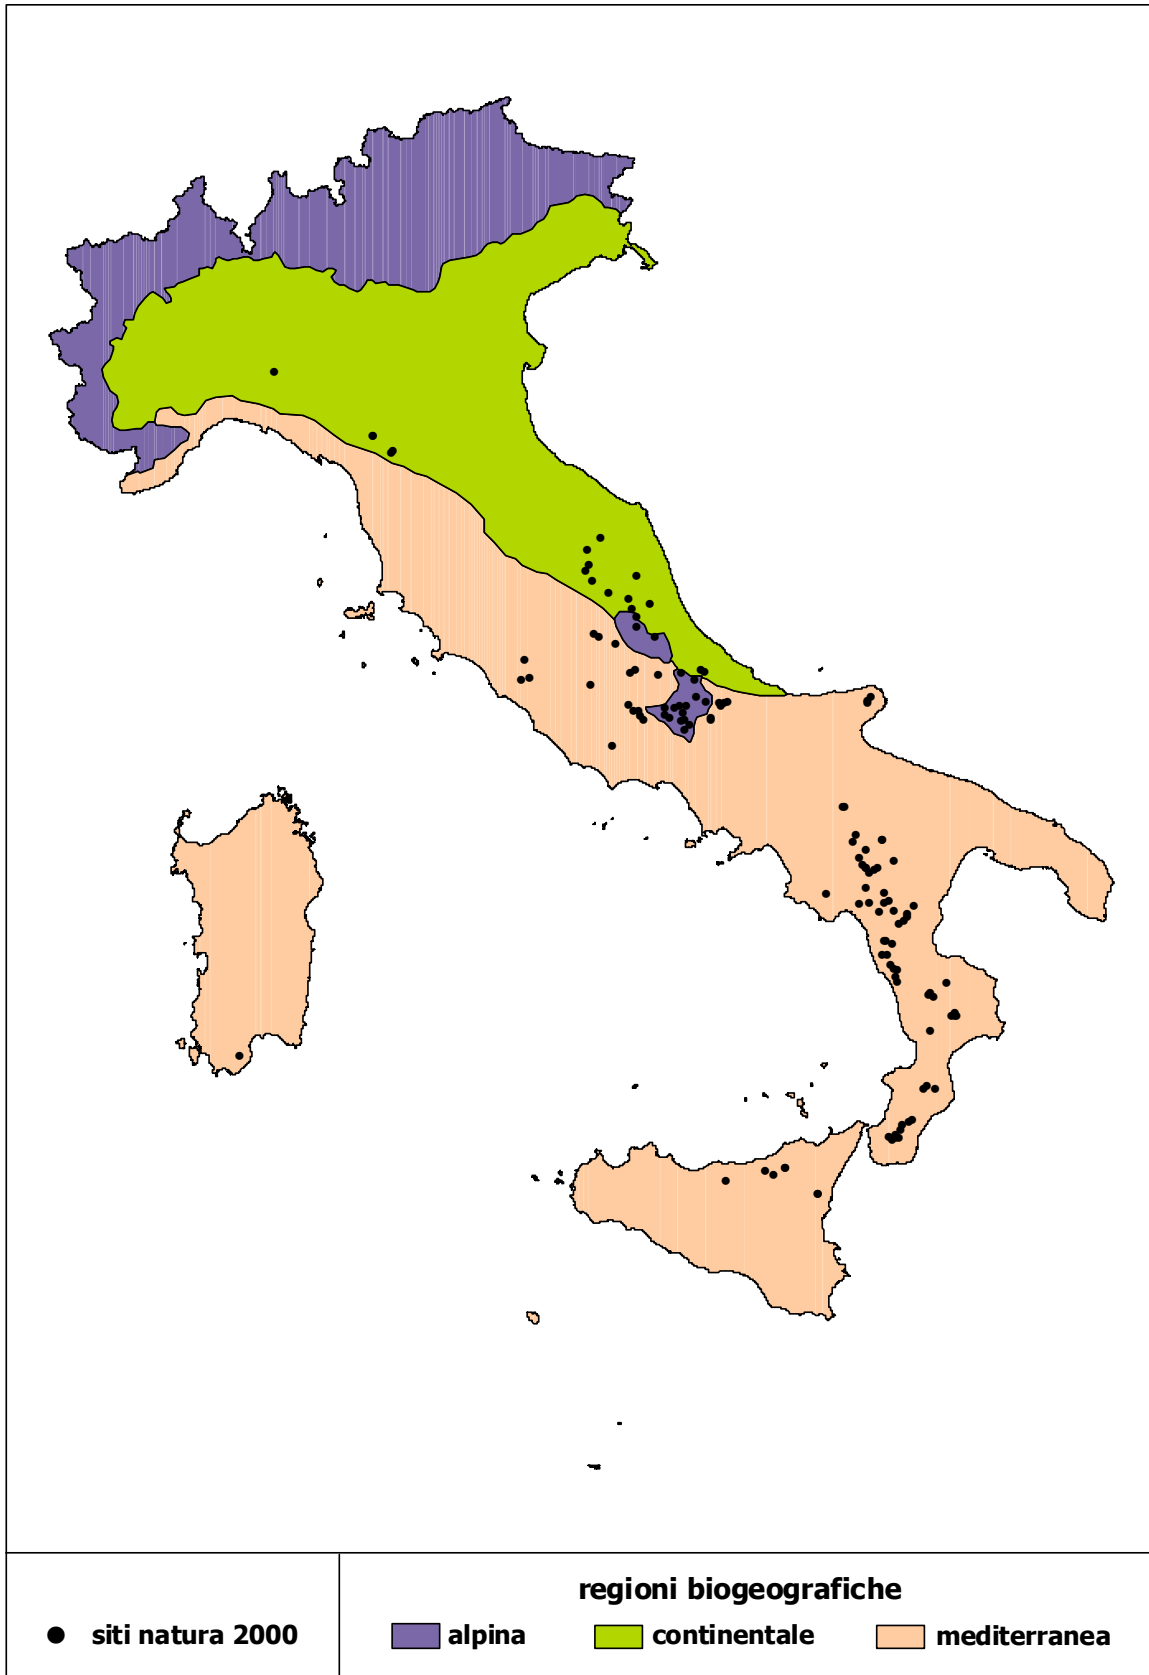 regioni biogeografiche
siti natura 2000
alpina
continentale
mediterranea